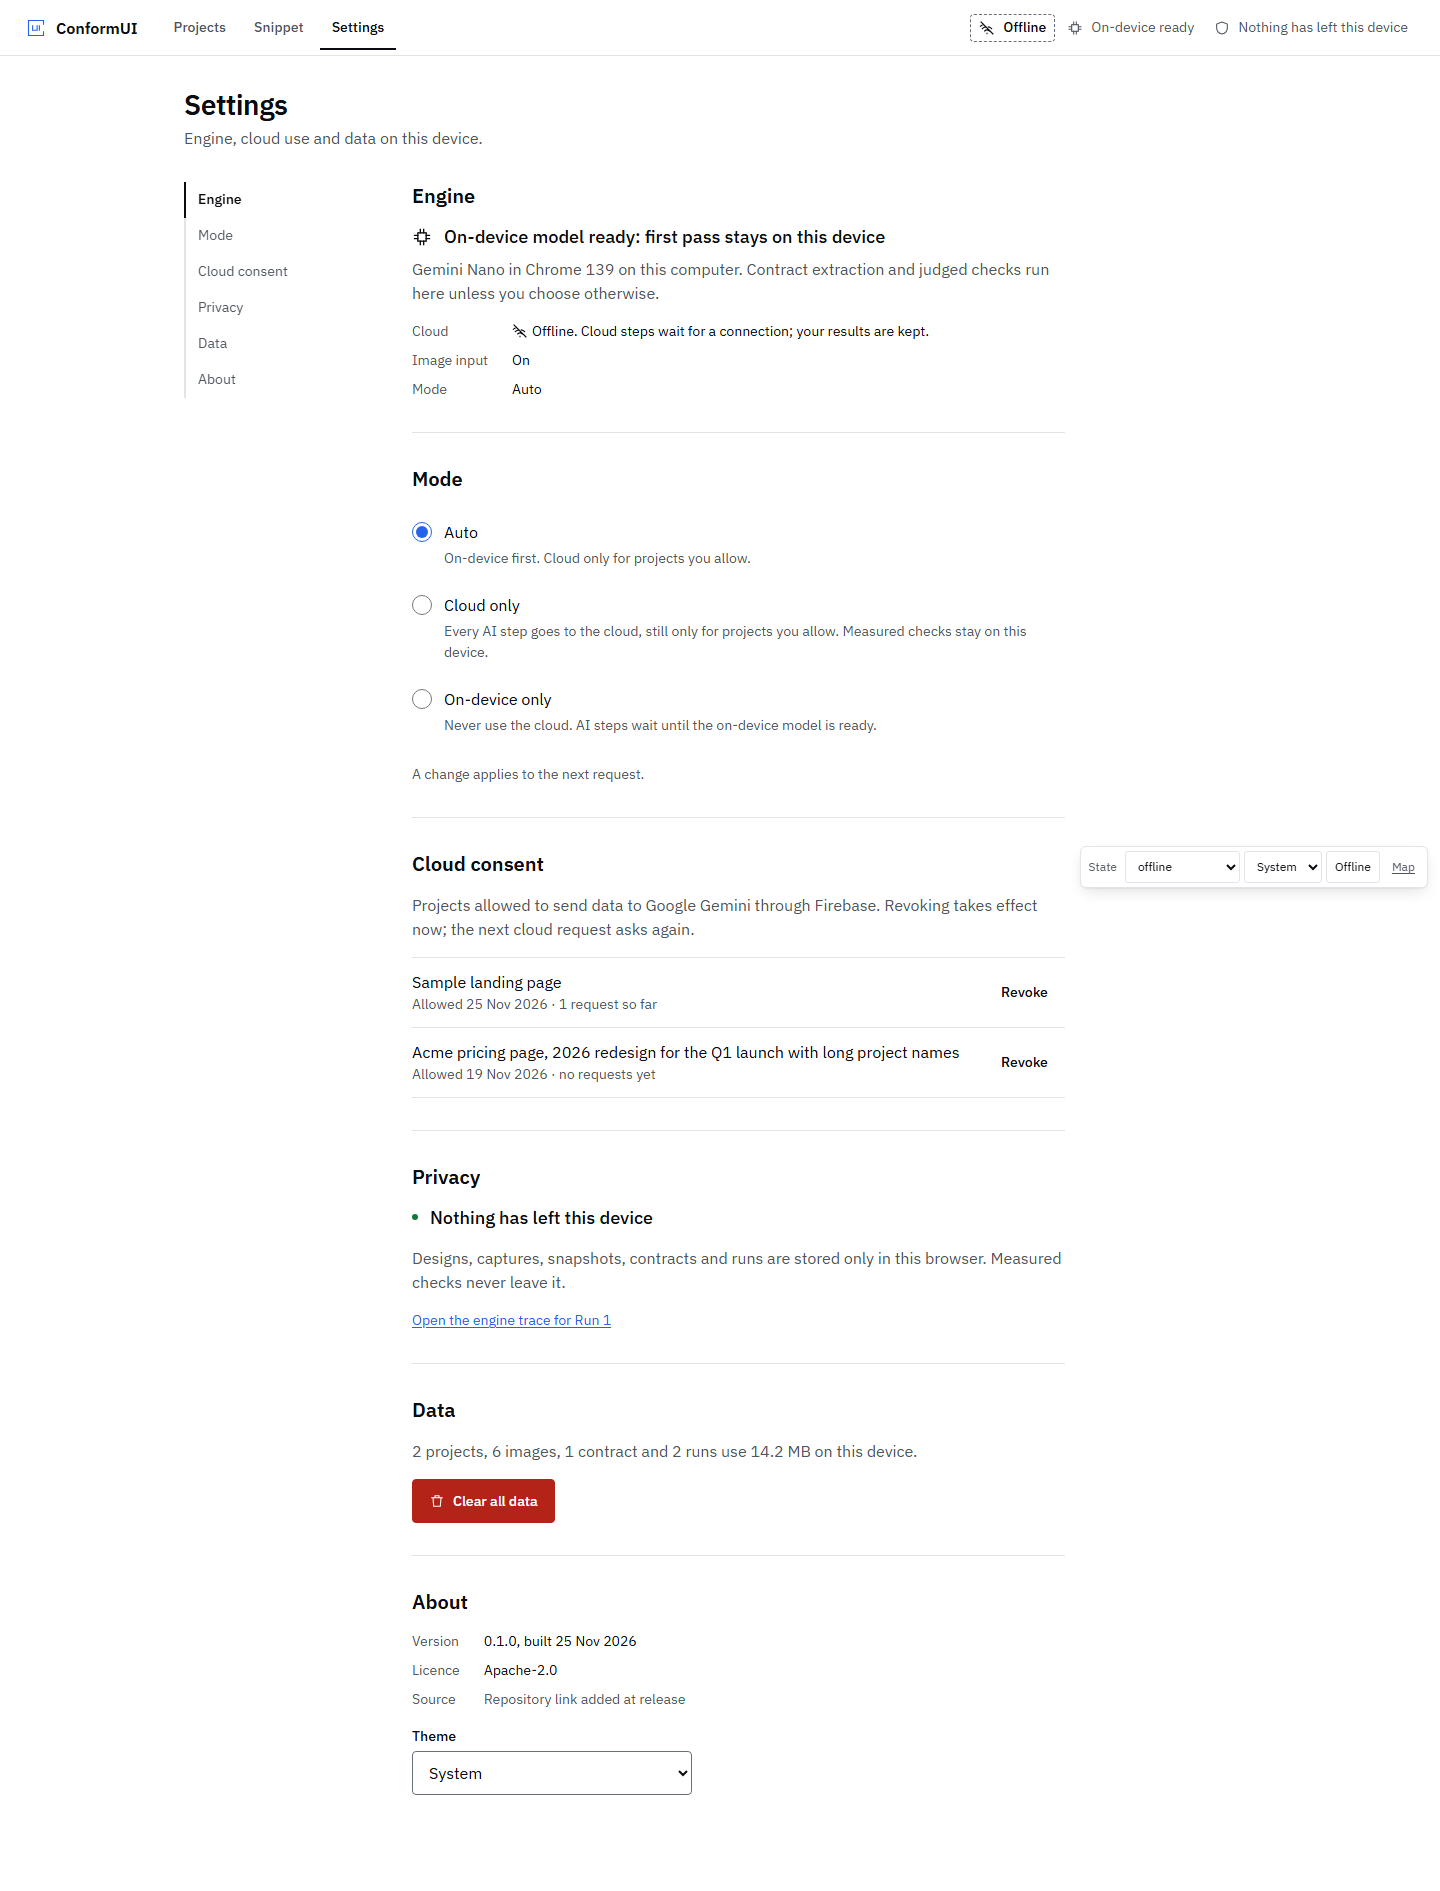 UI ConformUI Projects Snippet Settings Offline On-device ready Nothing has left this device
Settings
Engine, cloud use and data on this device.
Engine
Mode
Cloud consent
Privacy
Data
About
Engine
On-device model ready: first pass stays on this device
Gemini Nano in Chrome 139 on this computer. Contract extraction and judged checks run
here unless you choose otherwise.
Cloud Offline. Cloud steps wait for a connection; your results are kept.
Image input On
Mode Auto
Mode
Auto
On-device first. Cloud only for projects you allow.
Cloud only
Every AI step goes to the cloud, still only for projects you allow. Measured checks stay on this
device.
On-device only
Never use the cloud. AI steps wait until the on-device model is ready.
A change applies to the next request.
Cloud consent
State offline System Offline Map
Projects allowed to send data to Google Gemini through Firebase. Revoking takes effect
now; the next cloud request asks again.
Sample landing page
Allowed 25 Nov 2026 · 1 request so far
Revoke
Acme pricing page, 2026 redesign for the Q1 launch with long project names
Allowed 19 Nov 2026 · no requests yet
Revoke
Privacy
Nothing has left this device
Designs, captures, snapshots, contracts and runs are stored only in this browser. Measured
checks never leave it.
Open the engine trace for Run 1
Data
2 projects, 6 images, 1 contract and 2 runs use 14.2 MB on this device.
Clear all data
About
Version 0.1.0, built 25 Nov 2026
Licence Apache-2.0
Source Repository link added at release
Theme
System